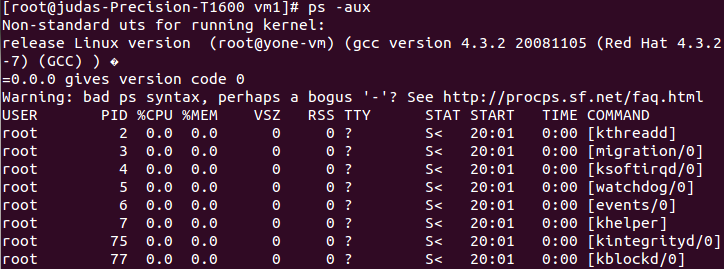 [root@judas-Precision-T1600 vm1]# ps -aux
Non-standard uts for running kernel:
release Linux version  (root@yone-vm) (gcc version 4.3.2 20081105 (Red Hat 4.3.2
-7) (GCC) ) �
=0.0.0 gives version code 0
Warning: bad ps syntax, perhaps a bogus '-'? See http://procps.sf.net/faq.html
USER       PID %CPU %MEM    VSZ   RSS TTY      STAT START   TIME COMMAND
root         2  0.0  0.0      0     0 ?        S<   20:01   0:00 [kthreadd]
root         3  0.0  0.0      0     0 ?        S<   20:01   0:00 [migration/0]
root         4  0.0  0.0      0     0 ?        S<   20:01   0:00 [ksoftirqd/0]
root         5  0.0  0.0      0     0 ?        S<   20:01   0:00 [watchdog/0]
root         6  0.0  0.0      0     0 ?        S<   20:01   0:00 [events/0]
root         7  0.0  0.0      0     0 ?        S<   20:01   0:00 [khelper]
root        75  0.0  0.0      0     0 ?        S<   20:01   0:00 [kintegrityd/0]
root        77  0.0  0.0      0     0 ?        S<   20:01   0:00 [kblockd/0]